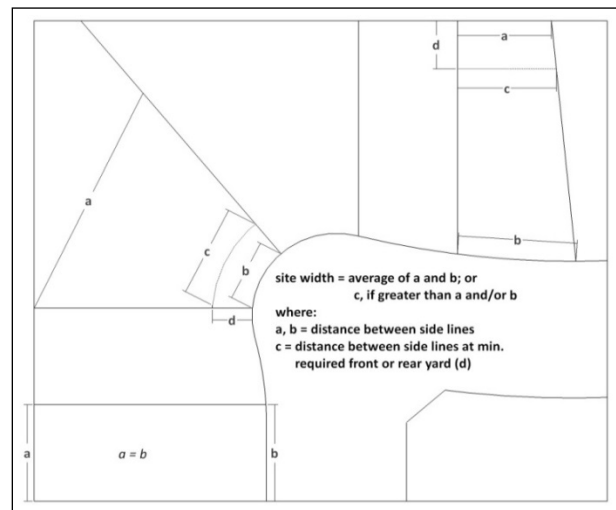 d
a
c
a
c
b
b
d
site width = average of a and b; or
c, if greater than a and/or b
where:
a, b = distance between side lines
c = distance between side lines at min.
required front or rear yard (d)
a
a = b
b